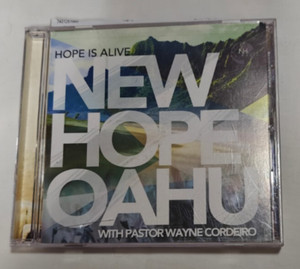 HOPE IS ALIVE
NEW
HOPE
OAHU
WITH PASTOR WAYNE CORDEIRO